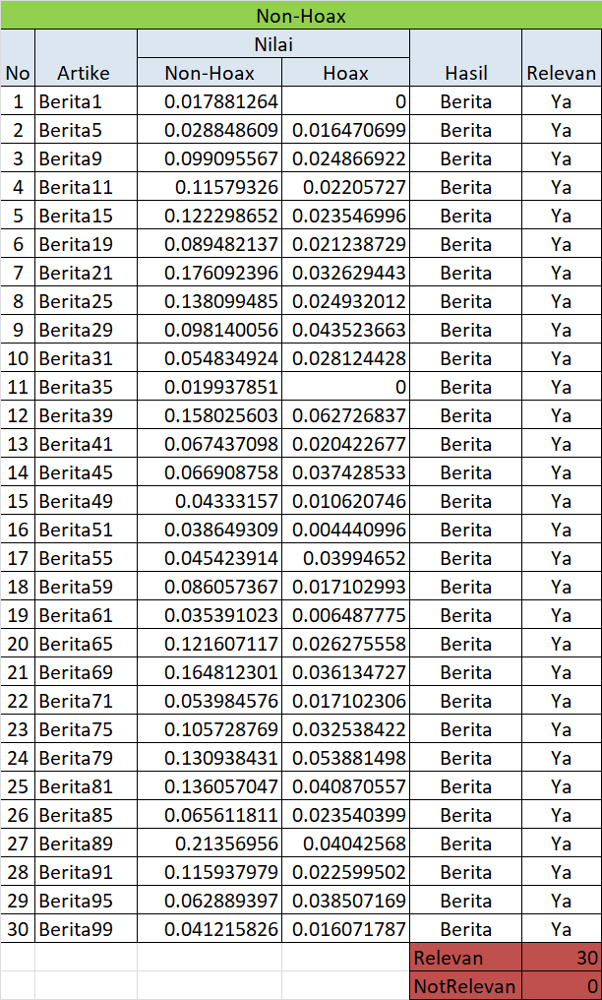 Non-Hoax
Nilai
No Artike Non-Hoax Hoax Hasil Relevan
1 Berita1 0.017881264 0 Berita Ya
2 Berita5 0.028848609 0.016470699 Berita Ya
3 Berita9 0.099095567 0.024866922 Berita Ya
4 Berita11 0.11579326 0.02205727 Berita Ya
5 Berita15 0.122298652 0.023546996 Berita Ya
6 Berita19 0.089482137 0.021238729 Berita Ya
7 Berita21 0.176092396 0.032629443 Berita Ya
8 Berita25 0.138099485 0.024932012 Berita Ya
9 Berita29 0.098140056 0.043523663 Berita Ya
10 Berita31 0.054834924 0.028124428 Berita Ya
11 Berita35 0.019937851 0 Berita Ya
12 Berita39 0.158025603 0.062726837 Berita Ya
13 Berita41 0.067437098 0.020422677 Berita Ya
14 Berita45 0.066908758 0.037428533 Berita Ya
15 Berita49 0.04333157 0.010620746 Berita Ya
16 Berita51 0.038649309 0.004440996 Berita Ya
17 Berita55 0.045423914 0.03994652 Berita Ya
18 Berita59 0.086057367 0.017102993 Berita Ya
19 Berita61 0.035391023 0.006487775 Berita Ya
20 Berita65 0.121607117 0.026275558 Berita Ya
21 Berita69 0.164812301 0.036134727 Berita Ya
22 Berita71 0.053984576 0.017102306 Berita Ya
23 Berita75 0.105728769 0.032538422 Berita Ya
24 Berita79 0.130938431 0.053881498 Berita Ya
25 Berita81 0.136057047 0.040870557 Berita Ya
26 Berita85 0.065611811 0.023540399 Berita Ya
27 Berita89 0.21356956 0.04042568 Berita Ya
28 Berita91 0.115937979 0.022599502 Berita Ya
29 Berita95 0.062889397 0.038507169 Berita Ya
30 Berita99 0.041215826 0.016071787 Berita Ya
Relevan 30
NotRelevan 0